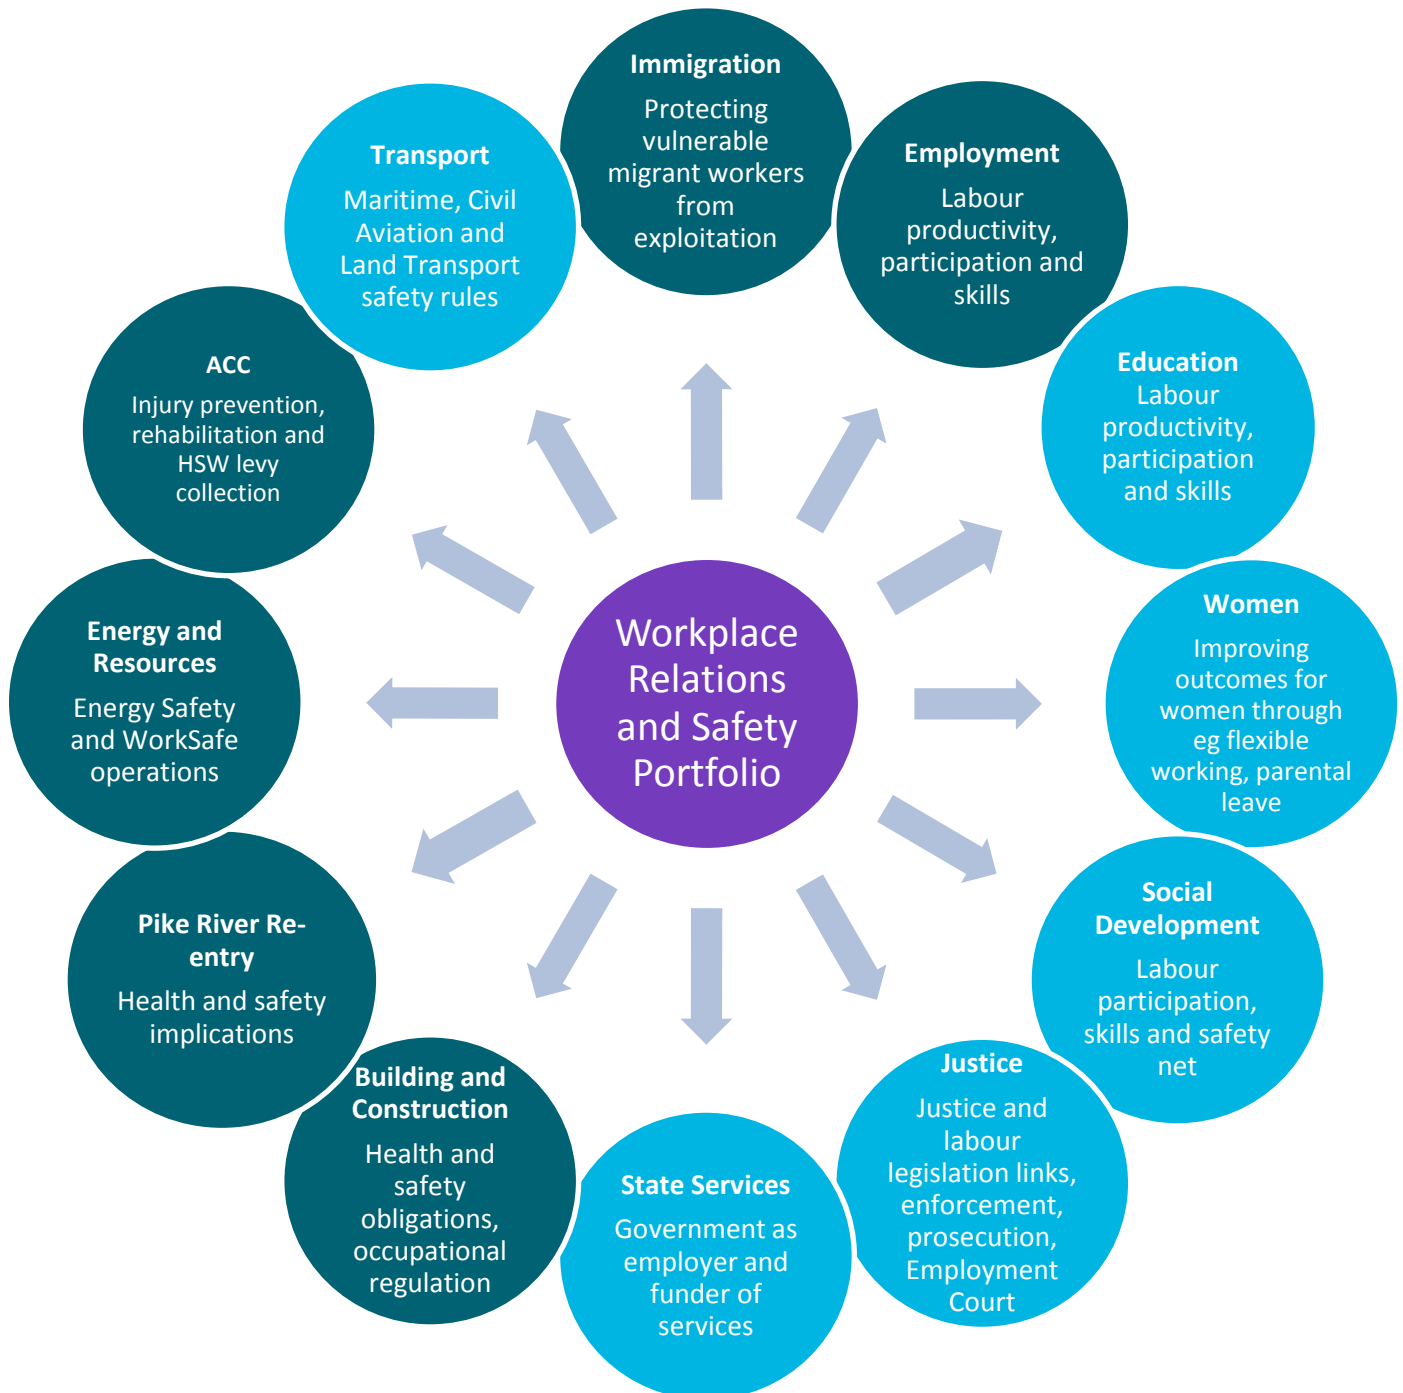 Immigration
Protecting
vulnerable
migrant workers
from
exploitation
Employment
Labour
productivity,
participation and
skills
Education
Labour
productivity,
participation
and skills
Women
Improving
outcomes for
women through
eg flexible
working, parental
leave
Social
Development
Labour
participation,
skills and safety
net
Justice
Justice and
labour
legislation links,
enforcement,
prosecution,
Employment
Court
State Services
Government as
employer and
funder of
services
Building and
Construction
Health and
safety
obligations,
occupational
regulation
Pike River Re-
entry
Health and safety
implications
Energy and
Resources
Energy Safety
and WorkSafe
operations
ACC
Injury prevention,
rehabilitation and
HSW levy
collection
Transport
Maritime, Civil
Aviation and
Land Transport
safety rules
Workplace
Relations
and Safety
Portfolio